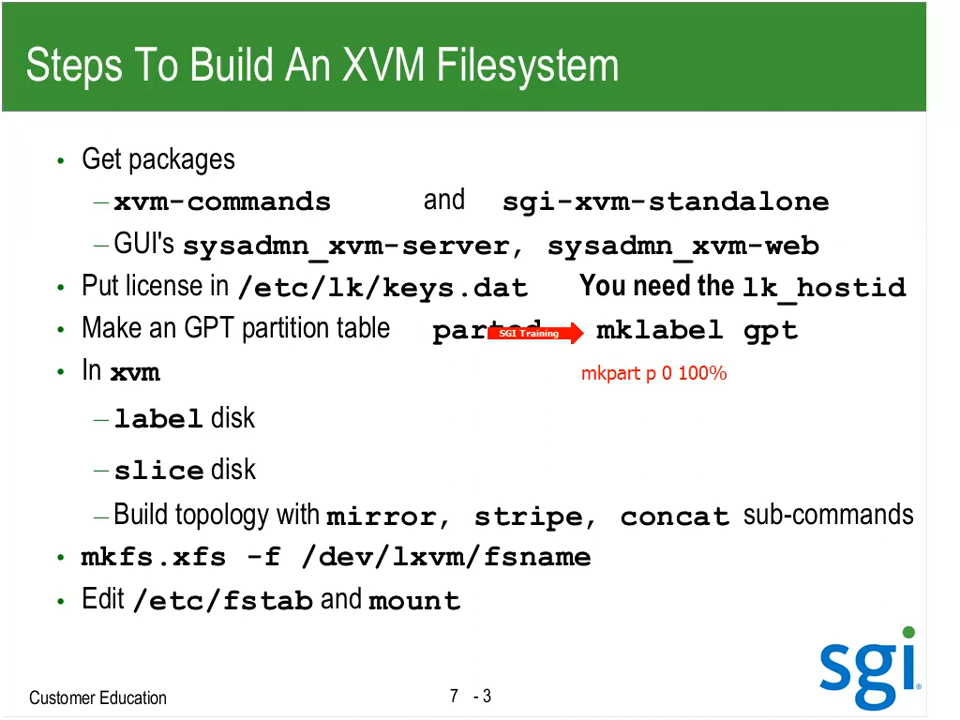 Steps To Build An XVM Filesystem
• Get packages
– xvm-commands and sgi-xvm-standalone
– GUI's sysadmn_xvm-server, sysadmn_xvm-web
• Put license in /etc/lk/keys.dat You need the lk_hostid
• Make an GPT partition table parted SGI Training mklabel gpt
• In xvm mkpart p 0 100%
– label disk
– slice disk
– Build topology with mirror, stripe, concat sub-commands
• mkfs.xfs -f /dev/lxvm/fsname
• Edit /etc/fstab and mount
sgi®
Customer Education 7 - 3